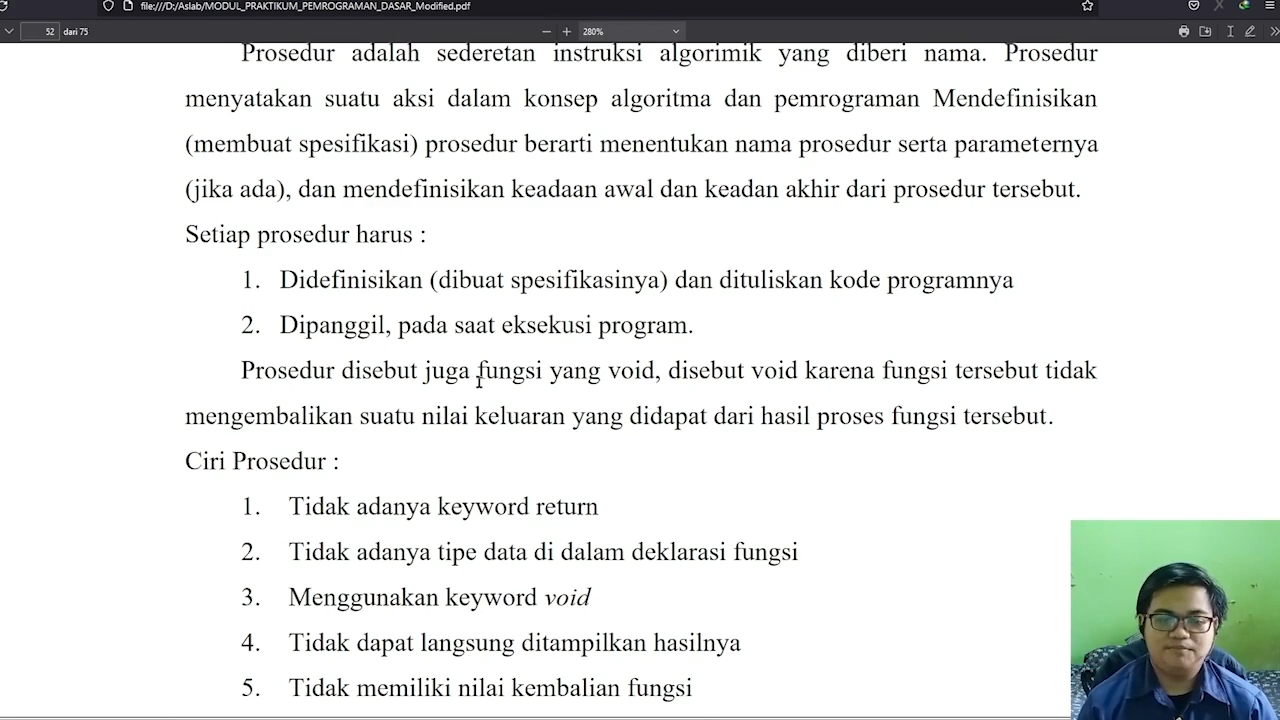 file:///D:/Aslab/MODUL_PRAKTIKUM_PEMROGRAMAN_DASAR_Modified.pdf
52 dari 75
280%
Prosedur adalah sederetan instruksi algorimik yang diberi nama. Prosedur
menyatakan suatu aksi dalam konsep algoritma dan pemrograman Mendefinisikan
(membuat spesifikasi) prosedur berarti menentukan nama prosedur serta parameternya
(jika ada), dan mendefinisikan keadaan awal dan keadan akhir dari prosedur tersebut.
Setiap prosedur harus :
1. Didefinisikan (dibuat spesifikasinya) dan dituliskan kode programnya
2. Dipanggil, pada saat eksekusi program.
Prosedur disebut juga fungsi yang void, disebut void karena fungsi tersebut tidak
mengembalikan suatu nilai keluaran yang didapat dari hasil proses fungsi tersebut.
Ciri Prosedur :
1. Tidak adanya keyword return
2. Tidak adanya tipe data di dalam deklarasi fungsi
3. Menggunakan keyword void
4. Tidak dapat langsung ditampilkan hasilnya
5. Tidak memiliki nilai kembalian fungsi